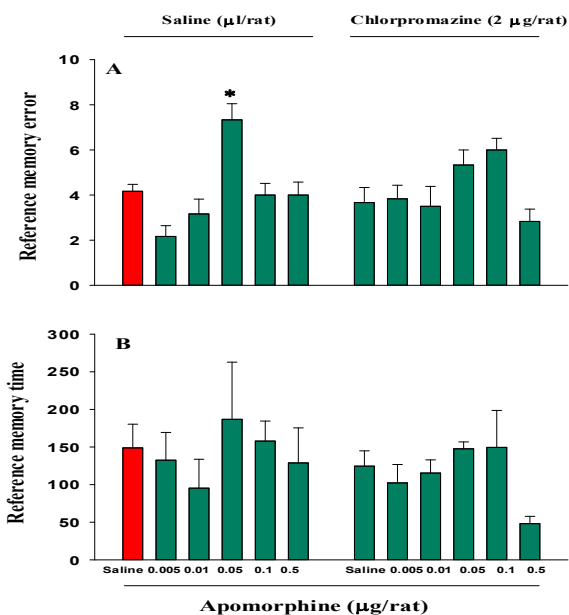 Saline (μl/rat) Chlorpromazine (2 μg/rat)
A
*
Reference memory error
10
8
6
4
2
0
B
Reference memory time
300
250
200
150
100
50
0
Saline 0.005 0.01 0.05 0.1 0.5 Saline 0.005 0.01 0.05 0.1 0.5
Apomorphine (μg/rat)